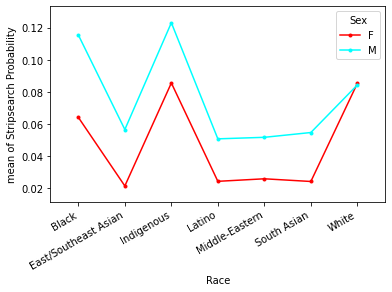 mean of Stripsearch Probability
0.12
0.10
0.08
0.06
0.04
0.02
Sex
F
M
Black
East/Southeast Asian
Indigenous
Latino
Middle-Eastern
South Asian
White
Race